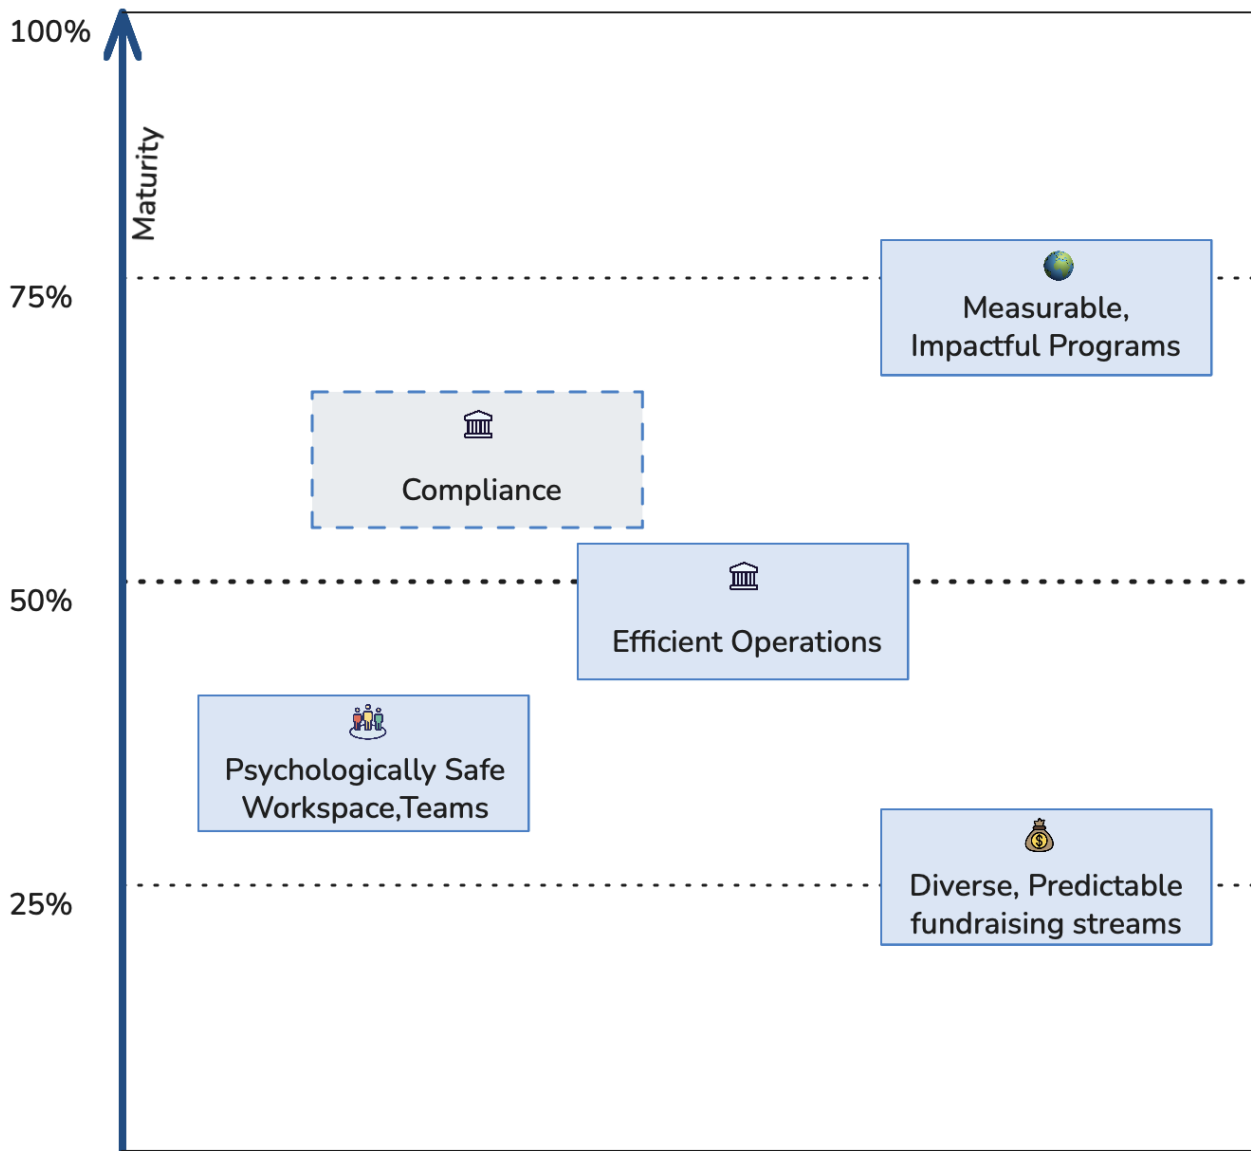 100%
Maturity
75%
Measurable,
Impactful Programs
Compliance
50%
Efficient Operations
Psychologically Safe
Workspace,Teams
25%
Diverse, Predictable
fundraising streams